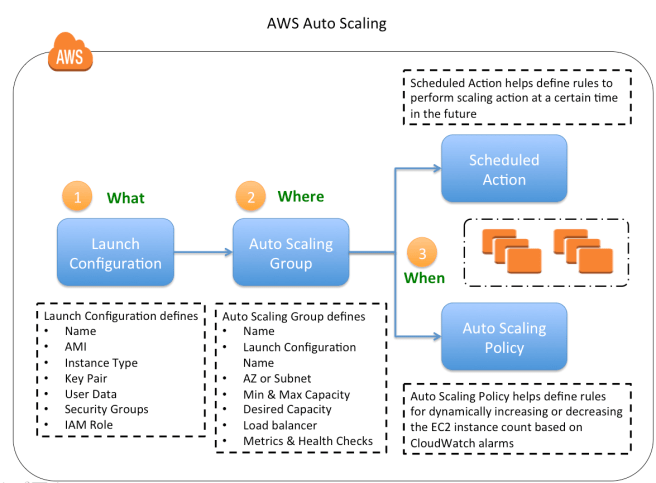 AWS Auto Scaling
AWS
Scheduled Action helps define rules to
perform scaling action at a certain time
in the future
Scheduled
Action
1
What
2
Where
Launch
Configuration
Auto Scaling
Group
3
When
Auto Scaling
Policy
Launch Configuration defines
• Name
• AMI
• Instance Type
• Key Pair
• User Data
• Security Groups
• IAM Role
Auto Scaling Group defines
• Name
• Launch Configuration
Name
• AZ or Subnet
• Min & Max Capacity
• Desired Capacity
• Load balancer
• Metrics & Health Checks
Auto Scaling Policy helps define rules
for dynamically increasing or decreasing
the EC2 instance count based on
CloudWatch alarms